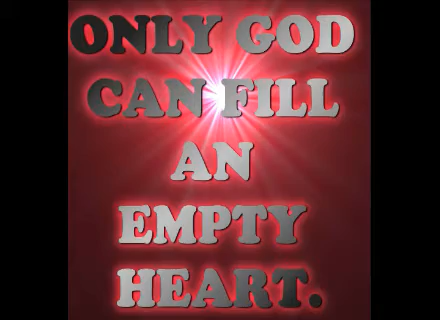 ONLY GOD
CAN FILL
AN
EMPTY
HEART.